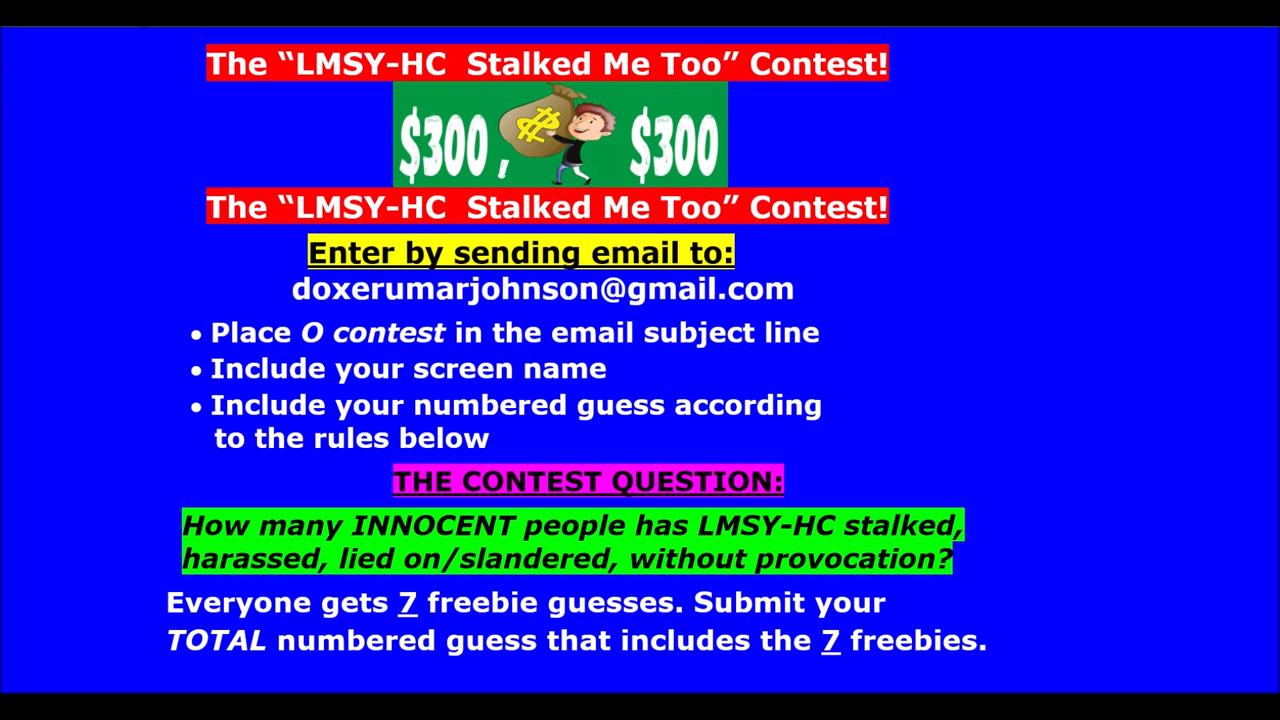 The “LMSY-HC  Stalked Me Too” Contest!
$300 , $300
The “LMSY-HC  Stalked Me Too” Contest!
Enter by sending email to:
doxerumarjohnson@gmail.com
• Place O contest in the email subject line
• Include your screen name
• Include your numbered guess according
to the rules below
THE CONTEST QUESTION:
How many INNOCENT people has LMSY-HC stalked,
harassed, lied on/slandered, without provocation?
Everyone gets 7 freebie guesses. Submit your
TOTAL numbered guess that includes the 7 freebies.